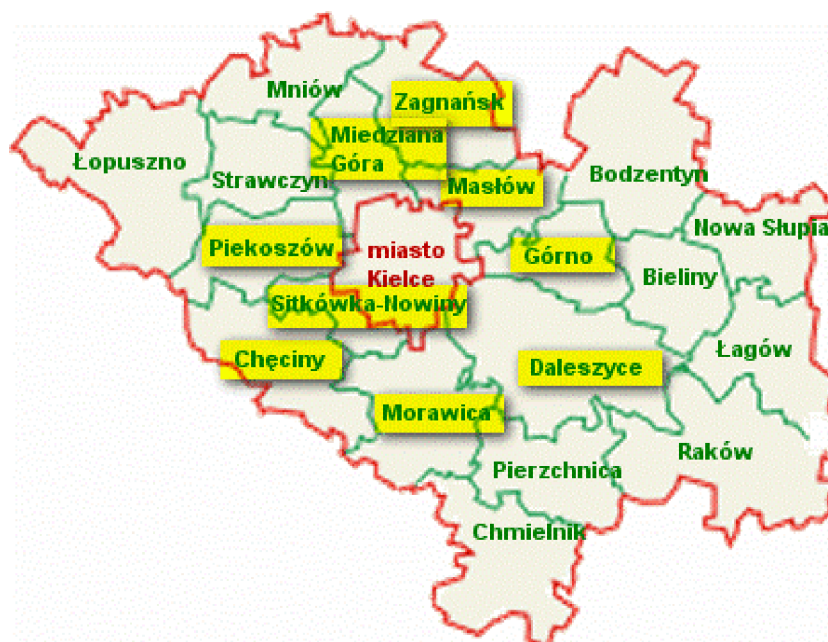 Mniów
Zagnańsk
Miedziana
Góra
Łopuszno
Strawczyn
Masłów
Bodzentyn
Nowa Słupia
Piekoszów
miasto
Kielce
Górno
Bieliny
Sitkówka-Nowiny
Chęciny
Daleszyce
Łagów
Morawica
Pierzchnica
Raków
Chmielnik